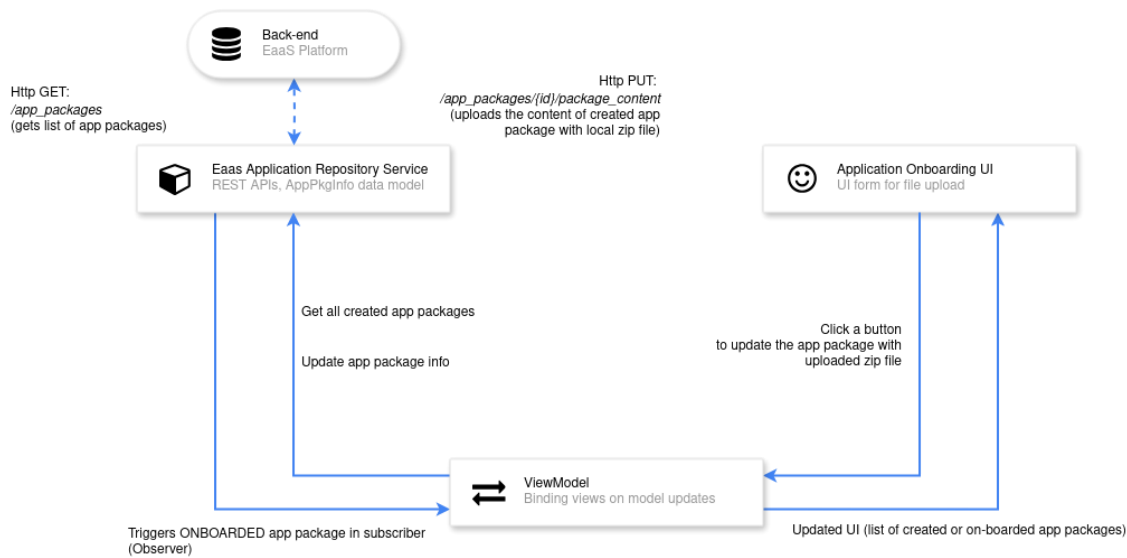 Back-end
EaaS Platform
Http GET:
/app_packages
(gets list of app packages)
Http PUT:
/app_packages/{id}/package_content
(uploads the content of created app
package with local zip file)
Eaas Application Repository Service
REST APIs, AppPkgInfo data model
Application Onboarding UI
UI form for file upload
Get all created app packages
Update app package info
Click a button
to update the app package with
uploaded zip file
ViewModel
Binding views on model updates
Triggers ONBOARDED app package in subscriber
(Observer)
Updated UI (list of created or on-boarded app packages)